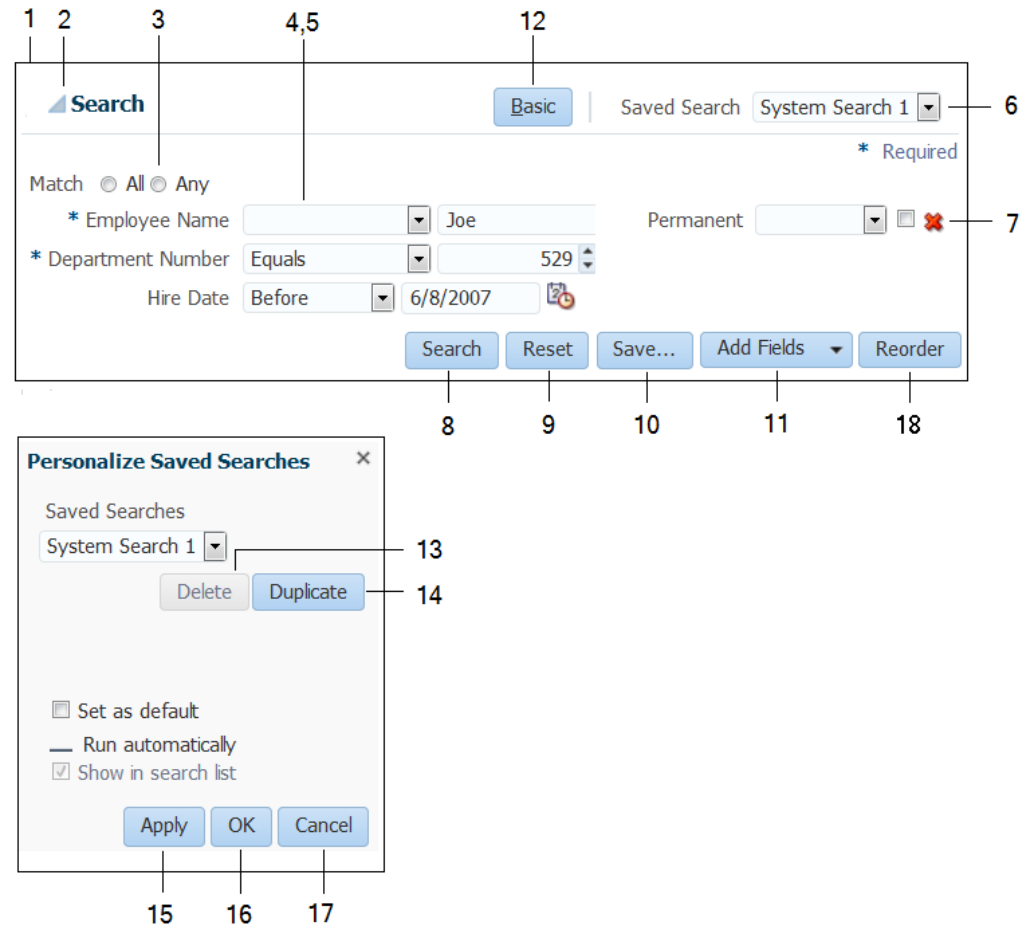 1 2 3 4,5 12
Search Basic Saved Search System Search 1 6
* Required
Match All Any
* Employee Name Joe Permanent 7
* Department Number Equals 529
Hire Date Before 6/8/2007
Search Reset Save... Add Fields Reorder
8 9 10 11 18
Personalize Saved Searches
Saved Searches
System Search 1 13
Delete Duplicate 14
Set as default
Run automatically
Show in search list
Apply OK Cancel
15 16 17